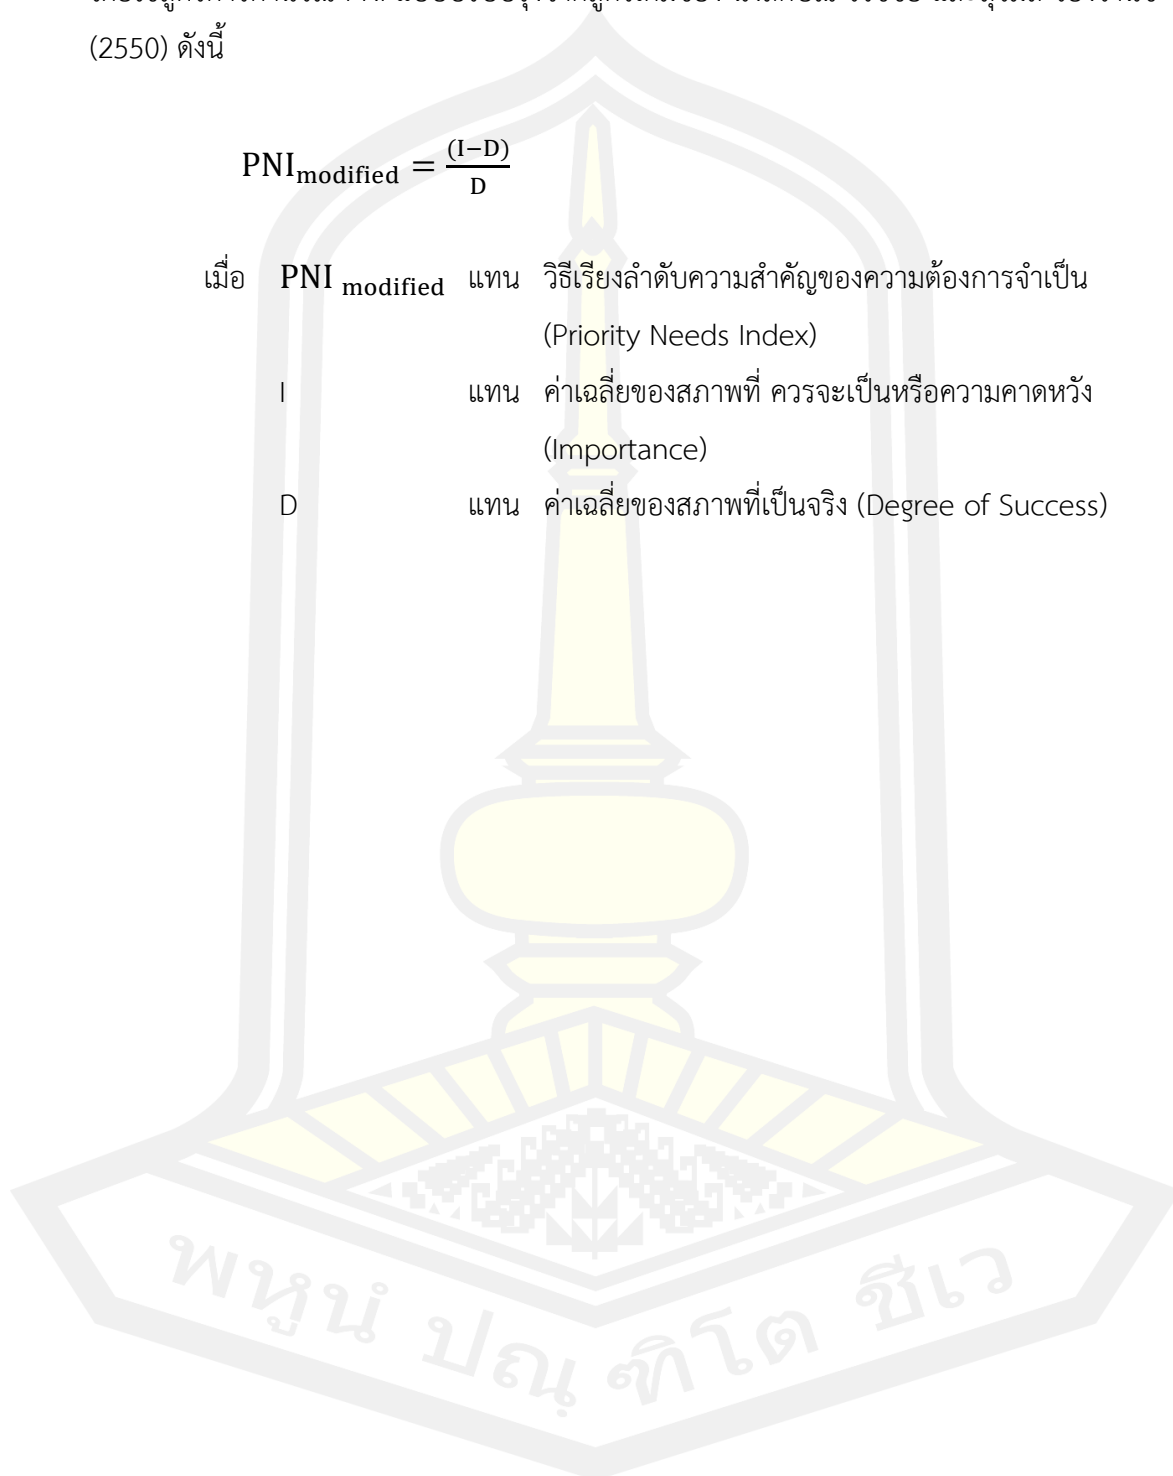 (2550) ดังนี้
PNI modified = (I−D) / D
เมื่อ PNI modified แทน วิธีเรียงลำดับความสำคัญของความต้องการจำเป็น
(Priority Needs Index)
I แทน ค่าเฉลี่ยของสภาพที่ ควรจะเป็นหรือความคาดหวัง
(Importance)
D แทน ค่าเฉลี่ยของสภาพที่เป็นจริง (Degree of Success)
พหูนํ ปณฺฑิโต ชีเว